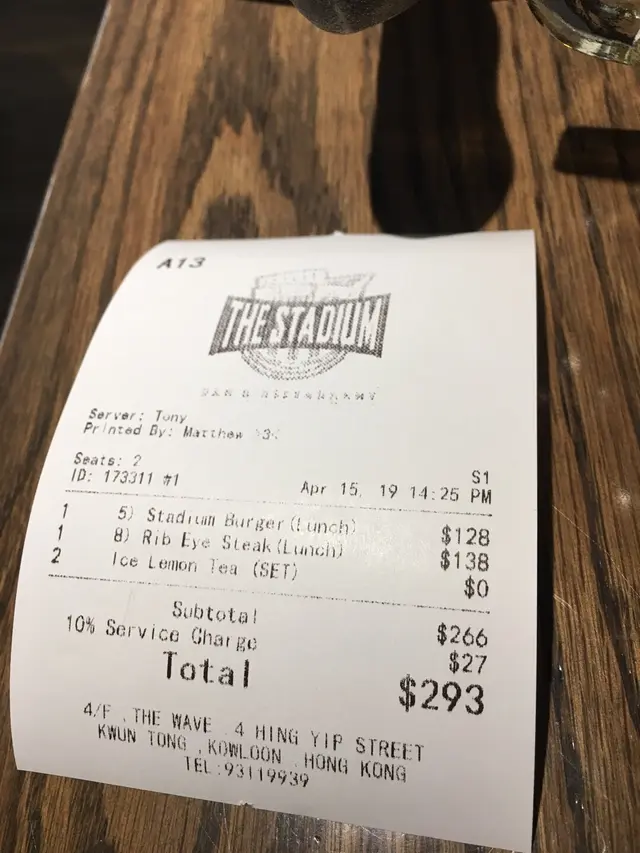 A13
THE STADIUM
BAR & RESTAURANT
Server: Tony
Printed By: Matthew
Seats: 2
S1
ID: 173311 #1
Apr 15, 19 14:25 PM
1 5) Stadium Burger(Lunch) $128
1 8) Rib Eye Steak(Lunch) $138
2 Ice Lemon Tea (SET) $0
Subtotal $266
10% Service Charge $27
Total $293
4/F ,THE WAVE , 4 HING YIP STREET
KWUN TONG ,KOWLOON ,HONG KONG
TEL:93119939